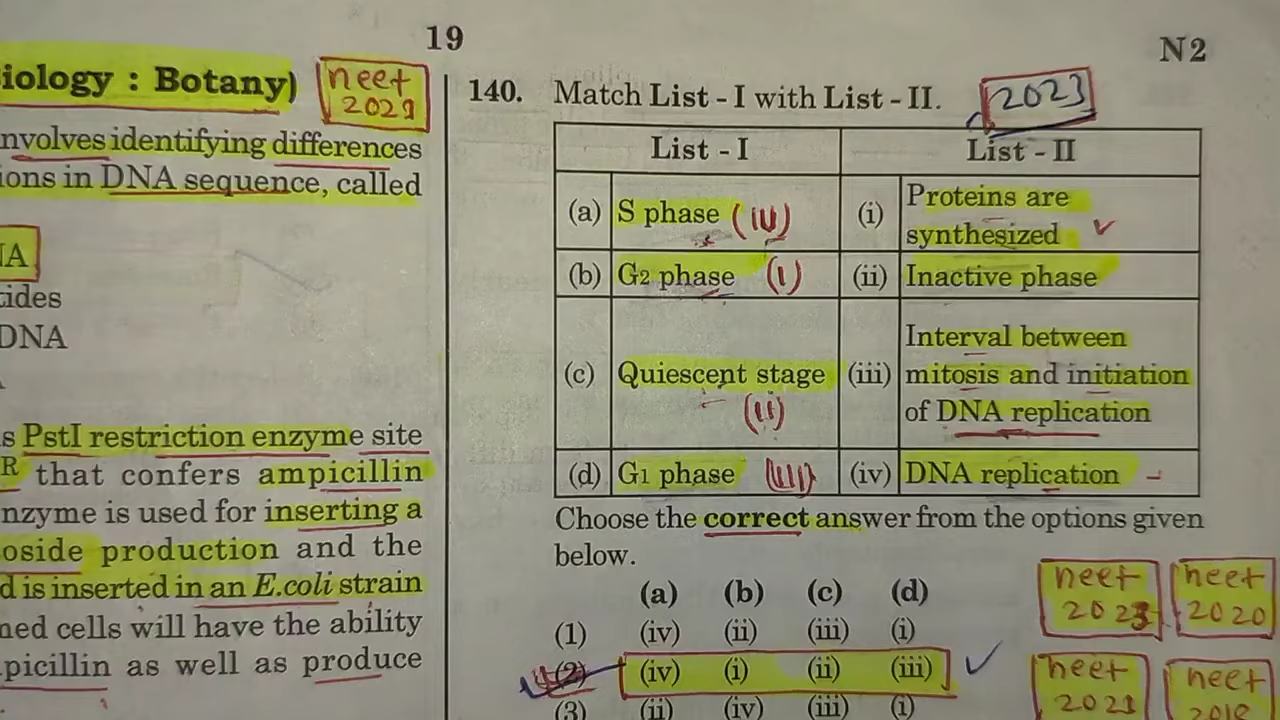 19
N2
iology : Botany)
neet
2021
nvolves identifying differences
ions in DNA sequence, called
NA
tides
DNA
s PstI restriction enzyme site
R that confers ampicillin
nzyme is used for inserting a
oside production and the
d is inserted in an E.coli strain
ned cells will have the ability
picillin as well as produce
140. Match List - I with List - II.
2023
List - I List - II
(a) S phase (iv) (i) Proteins are
synthesized
(b) G2 phase (i) (ii) Inactive phase
(c) Quiescent stage (ii) (iii) Interval between
mitosis and initiation
of DNA replication
(d) G1 phase (iii) (iv) DNA replication
Choose the correct answer from the options given
below.
(a) (b) (c) (d)
(1) (iv) (ii) (iii) (i)
(2) (iv) (i) (ii) (iii)
(3) (ii) (iv) (iii) (i)
neet
2023
neet
2020
neet
2021
neet